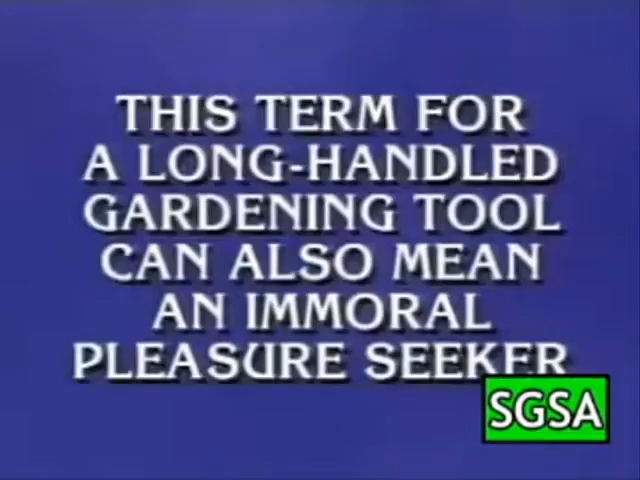 THIS TERM FOR
A LONG-HANDLED
GARDENING TOOL
CAN ALSO MEAN
AN IMMORAL
PLEASURE SEEKER
SGSA